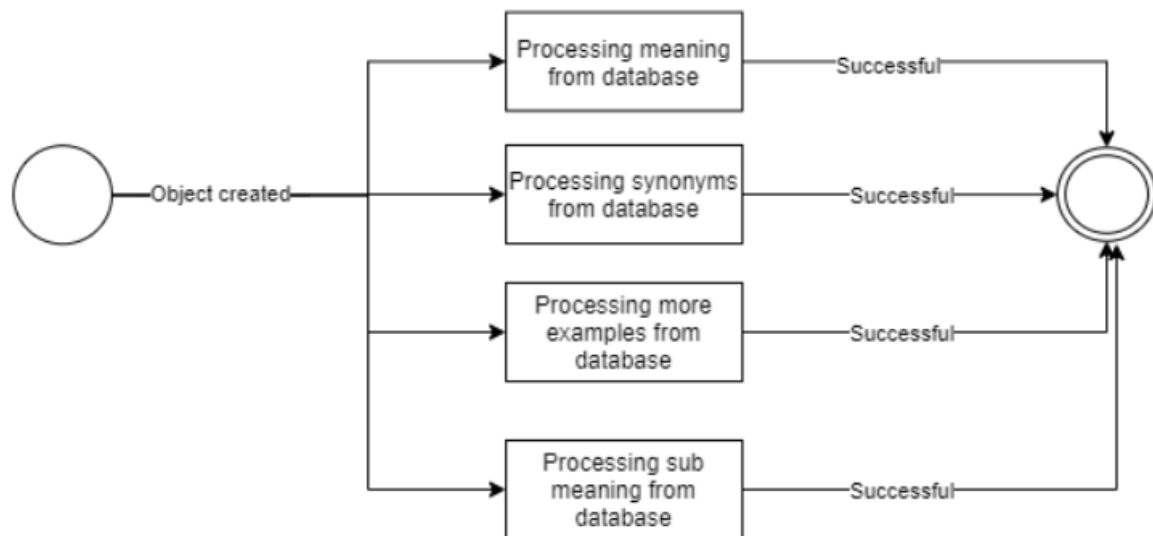 Processing meaning
from database
Successful
Object created
Processing synonyms
from database
Successful
Processing more
examples from
database
Successful
Processing sub
meaning from
database
Successful